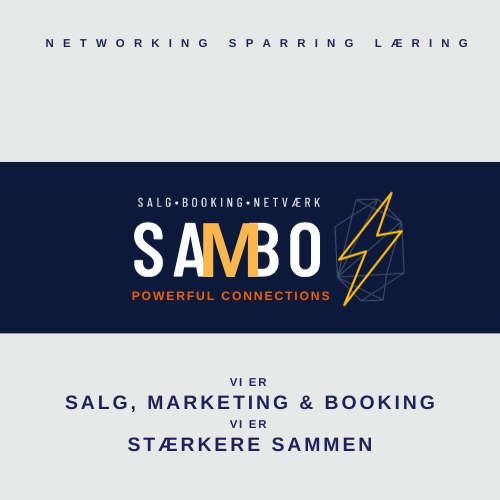 NETWORKING SPARRING LÆRING
SALG•BOOKING•NETVÆRK
SAMBO
POWERFUL CONNECTIONS
VI ER
SALG, MARKETING & BOOKING
VI ER
STÆRKERE SAMMEN